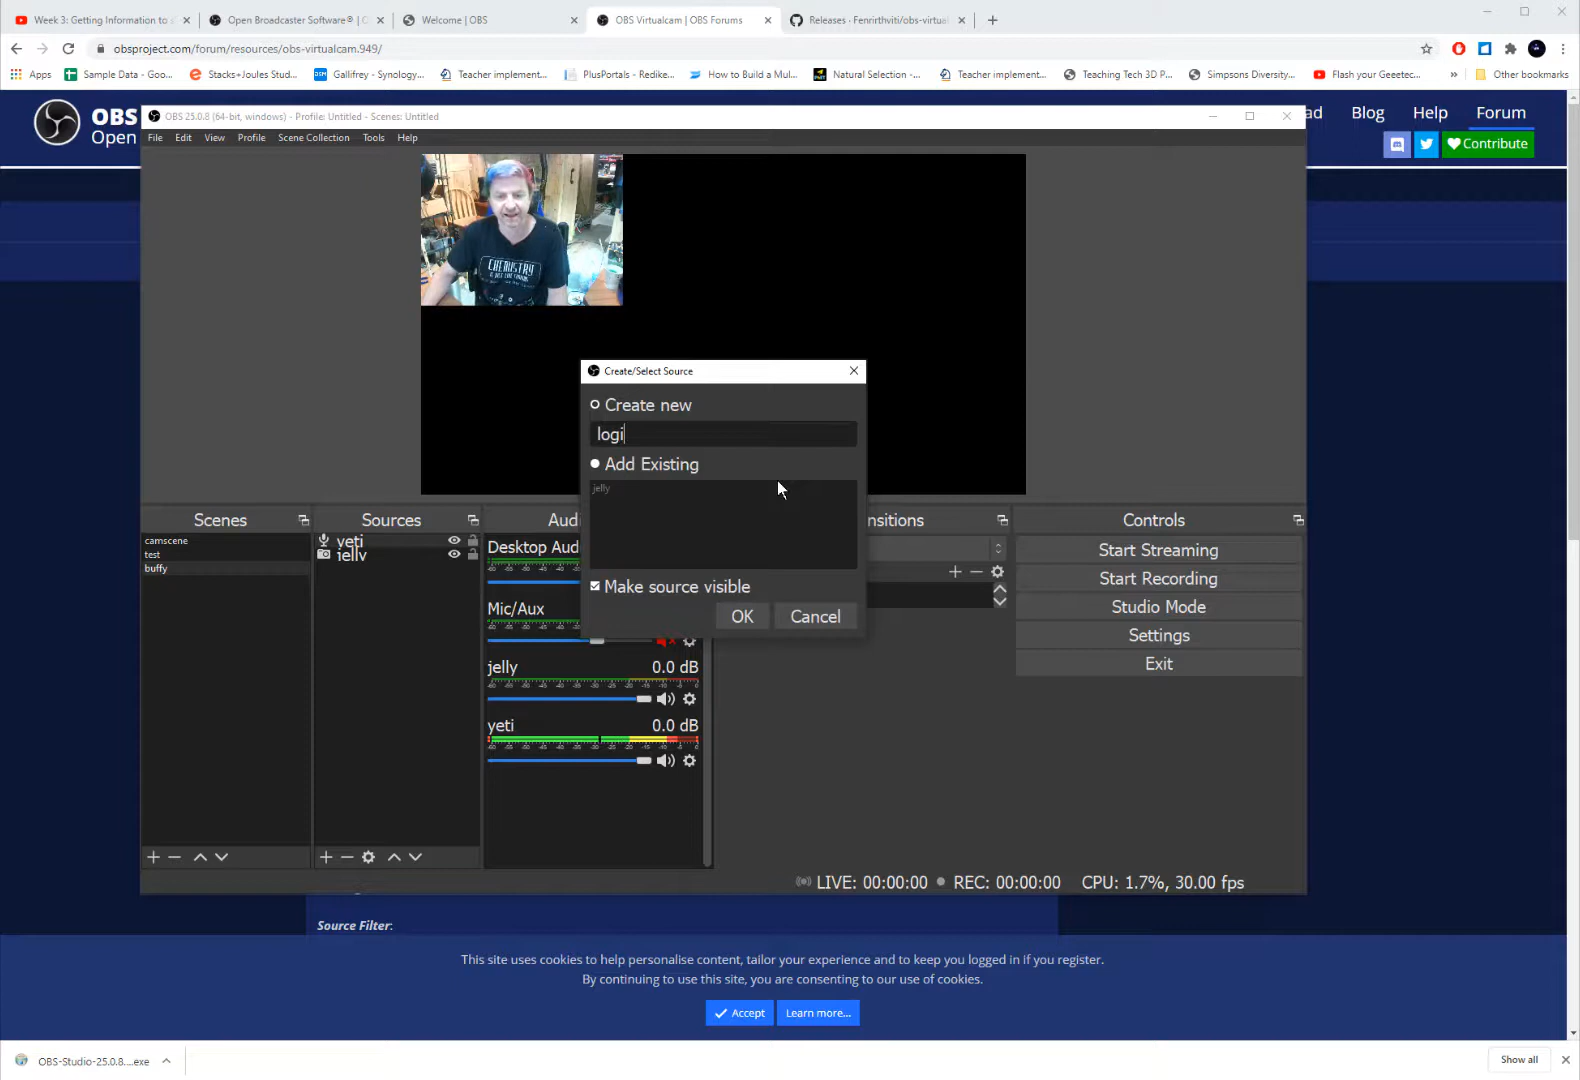 Week 3: Getting Information to s
Open Broadcaster Software® | O
Welcome | OBS
OBS Virtualcam | OBS Forums
Releases · Fenrirthviti/obs-virtual
obsproject.com/forum/resources/obs-virtualcam.949/
Apps
Sample Data - Goo...
Stacks+Joules Stud...
Gallifrey - Synology...
Teacher implement...
PlusPortals - Redike...
How to Build a Mul...
Natural Selection -...
Teacher implement...
Teaching Tech 3D P...
Simpsons Diversity...
Flash your Geeetec...
Other bookmarks
OBS
Open
ad
Blog
Help
Forum
Contribute
OBS 25.0.8 (64-bit, windows) - Profile: Untitled - Scenes: Untitled
File
Edit
View
Profile
Scene Collection
Tools
Help
CHEMISTRY
Create/Select Source
Create new
logi
Add Existing
jelly
Make source visible
OK
Cancel
Scenes
camscene
test
buffy
Sources
yeti
jelly
Audi
Desktop Aud
Mic/Aux
jelly
0.0 dB
yeti
0.0 dB
nsitions
Controls
Start Streaming
Start Recording
Studio Mode
Settings
Exit
LIVE: 00:00:00
REC: 00:00:00
CPU: 1.7%, 30.00 fps
Source Filter:
This site uses cookies to help personalise content, tailor your experience and to keep you logged in if you register.
By continuing to use this site, you are consenting to our use of cookies.
Accept
Learn more...
OBS-Studio-25.0.8....exe
Show all